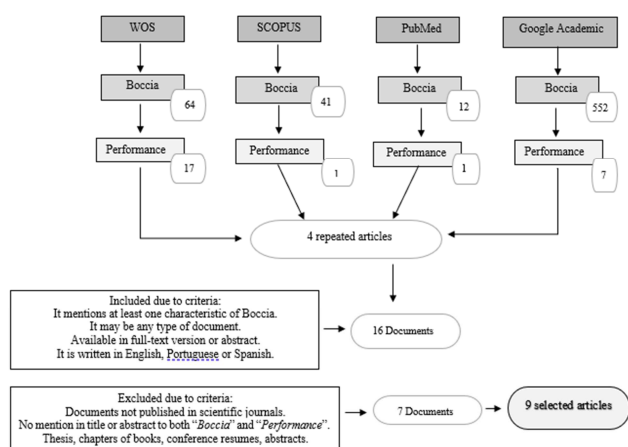 WOS
SCOPUS
PubMed
Google Academic
Boccia
64
Boccia
41
Boccia
12
Boccia
552
Performance
17
Performance
1
Performance
1
Performance
7
4 repeated articles
Included due to criteria:
It mentions at least one characteristic of Boccia.
It may be any type of document.
Available in full-text version or abstract.
It is written in English, Portuguese or Spanish.
16 Documents
Excluded due to criteria:
Documents not published in scientific journals.
No mention in title or abstract to both “Boccia” and “Performance”.
Thesis, chapters of books, conference resumes, abstracts.
7 Documents
9 selected articles